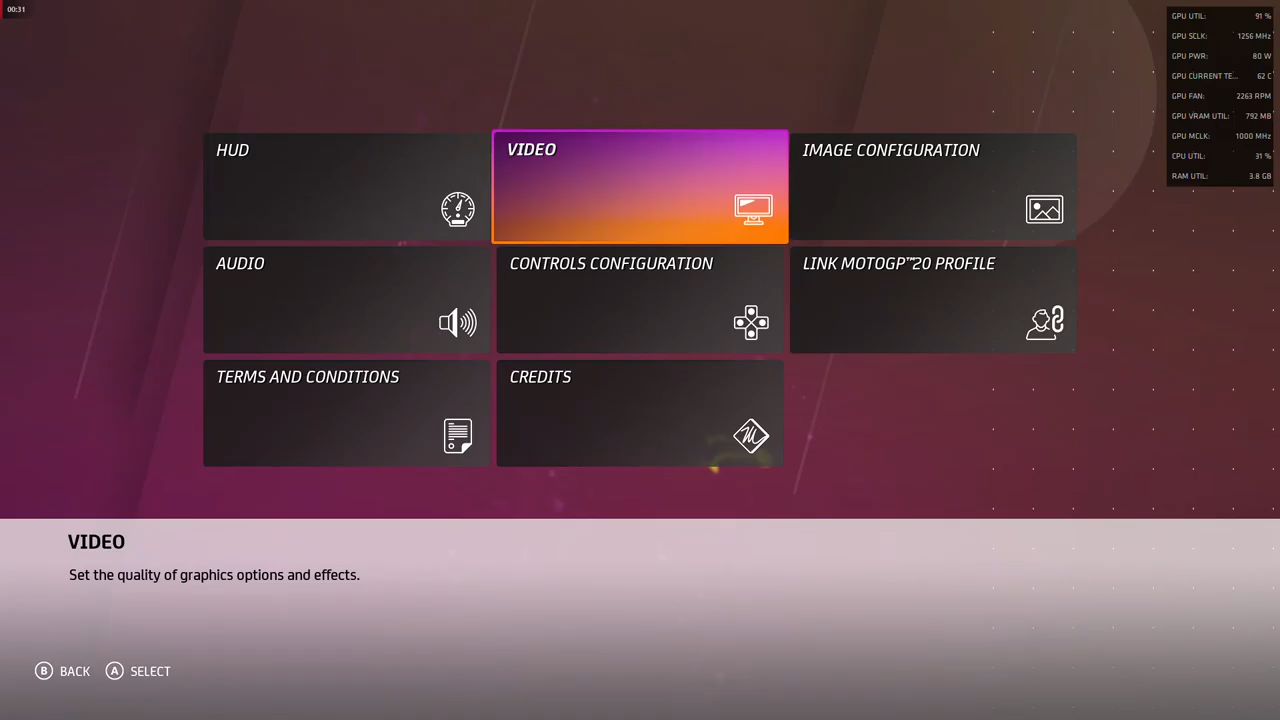 00:31
GPU UTIL: 91 %
GPU SCLK: 1256 MHz
GPU PWR: 80 W
GPU CURRENT TE... 62 C
GPU FAN: 2263 RPM
GPU VRAM UTIL: 792 MB
GPU MCLK: 1000 MHz
CPU UTIL: 31 %
RAM UTIL: 3.8 GB
HUD
VIDEO
IMAGE CONFIGURATION
AUDIO
CONTROLS CONFIGURATION
LINK MOTOGP™20 PROFILE
TERMS AND CONDITIONS
CREDITS
VIDEO
Set the quality of graphics options and effects.
B BACK A SELECT